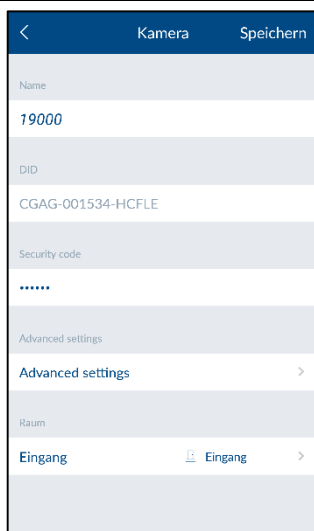 Kamera Speichern
Name
19000
DID
CGAG-001534-HCFLE
Security code
••••••
Advanced settings
Advanced settings
Raum
Eingang Eingang